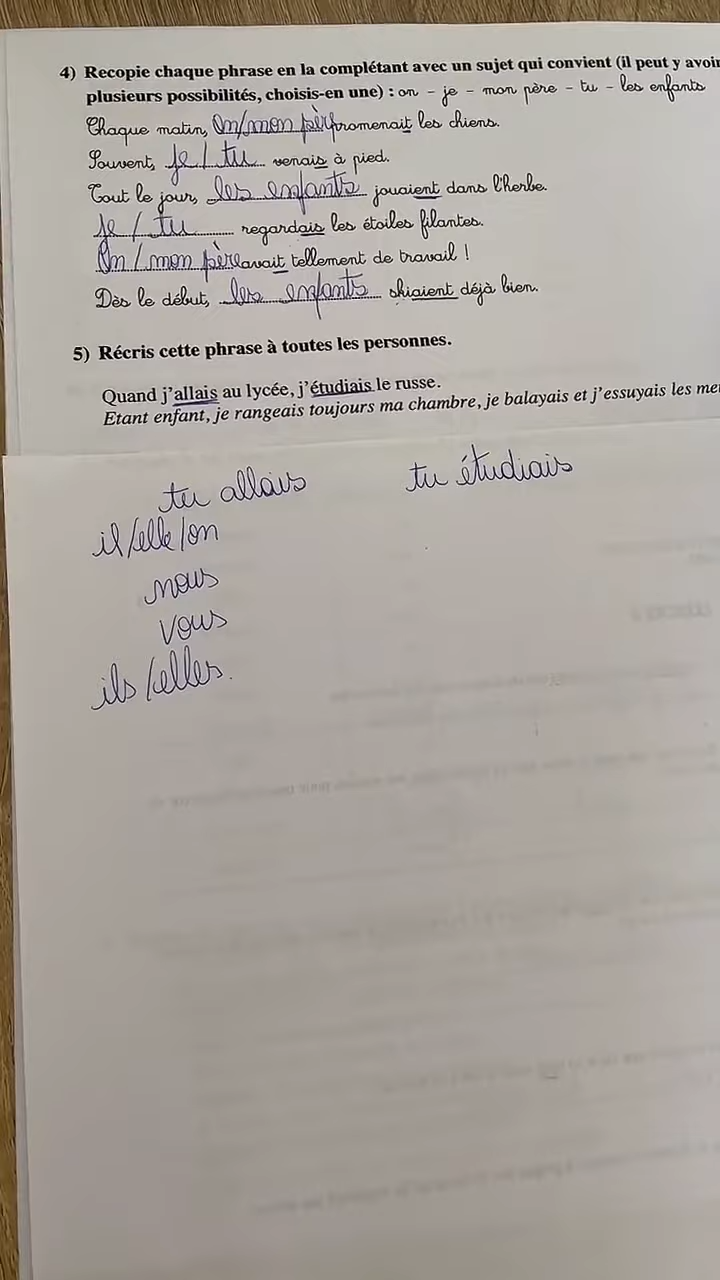 4) Recopie chaque phrase en la complétant avec un sujet qui convient (il peut y avoir
plusieurs possibilités, choisis-en une) : on - je - mon père - tu - les enfants
Chaque matin, On/mon père promenait les chiens.
Souvent, je / tu venais à pied.
Tout le jour, les enfants jouaient dans l'herbe.
je / tu regardais les étoiles filantes.
On / mon père avait tellement de travail !
Dès le début, les enfants skiaient déjà bien.
5) Récris cette phrase à toutes les personnes.
Quand j'allais au lycée, j'étudiais le russe.
Etant enfant, je rangeais toujours ma chambre, je balayais et j'essuyais les
tu allais tu étudiais
il/elle/on
nous
vous
ils/elles.